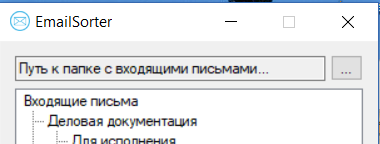 EmailSorter
Путь к папке с входящими письмами...
...
Входящие письма
Деловая документация
Для исполнения